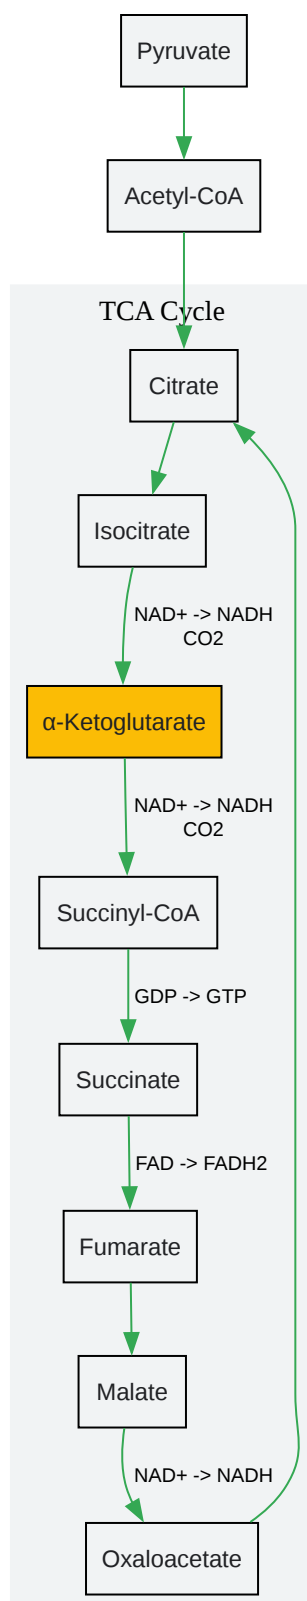 Pyruvate
Acetyl-CoA
TCA Cycle
Citrate
Isocitrate
NAD+ -> NADH
CO2
α-Ketoglutarate
NAD+ -> NADH
CO2
Succinyl-CoA
GDP -> GTP
Succinate
FAD -> FADH2
Fumarate
Malate
NAD+ -> NADH
Oxaloacetate